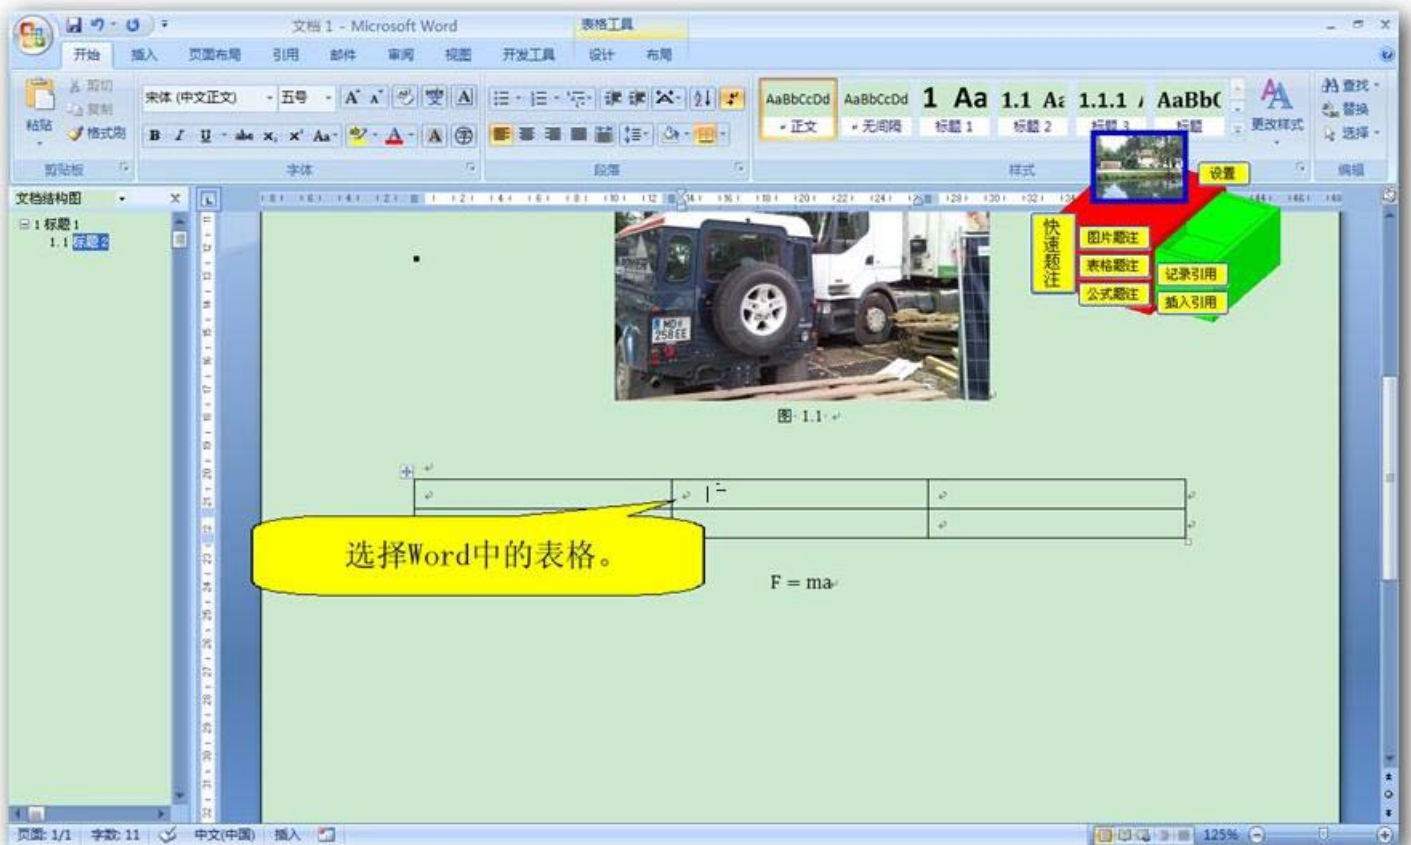 文档 1 - Microsoft Word
表格工具
开始 插入 页面布局 引用 邮件 审阅 视图 开发工具 设计 布局
粘贴
剪切
复制
格式刷
剪贴板
宋体 (中文正文) 五号
字体
段落
AaBbCcDd AaBbCcDd 1 Aa 1.1 Aa 1.1.1 AaBb(
正文 无间隔 标题 1 标题 2 标题 3 标题
更改样式
样式
查找
替换
选择
编辑
文档结构图
1 标题 1
1.1 标题 2
设置
快速题注
图片题注
表格题注
公式题注
记录引用
插入引用
258EE
图 1.1
选择Word中的表格。
F = ma
页面: 1/1 字数: 11 中文(中国) 插入 125%